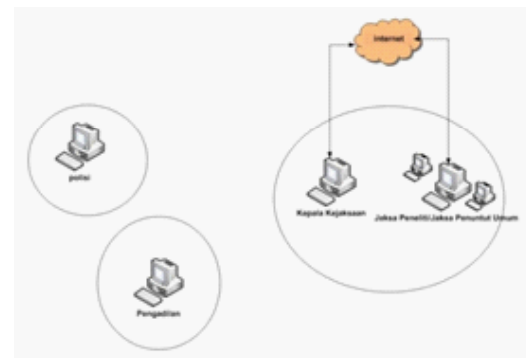 internet
polisi
Kepala Kejaksaan
Jaksa Peneliti/Jaksa Penuntut Umum
Pengadilan